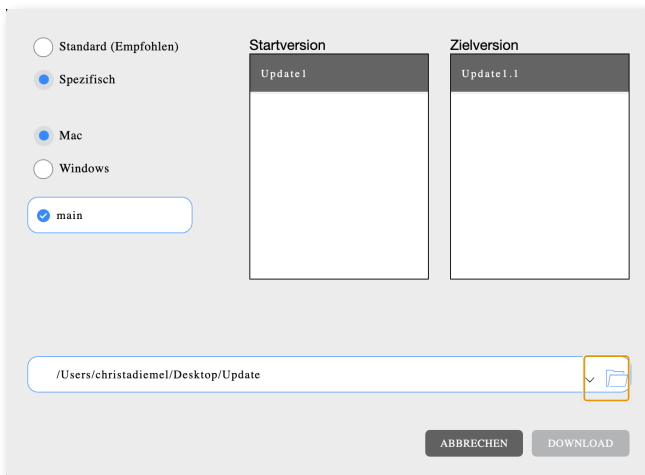 Standard (Empfohlen)
Spezifisch
Mac
Windows
main
Startversion
Update1
Zielversion
Update1.1
/Users/christadiemel/Desktop/Update
ABBRECHEN
DOWNLOAD